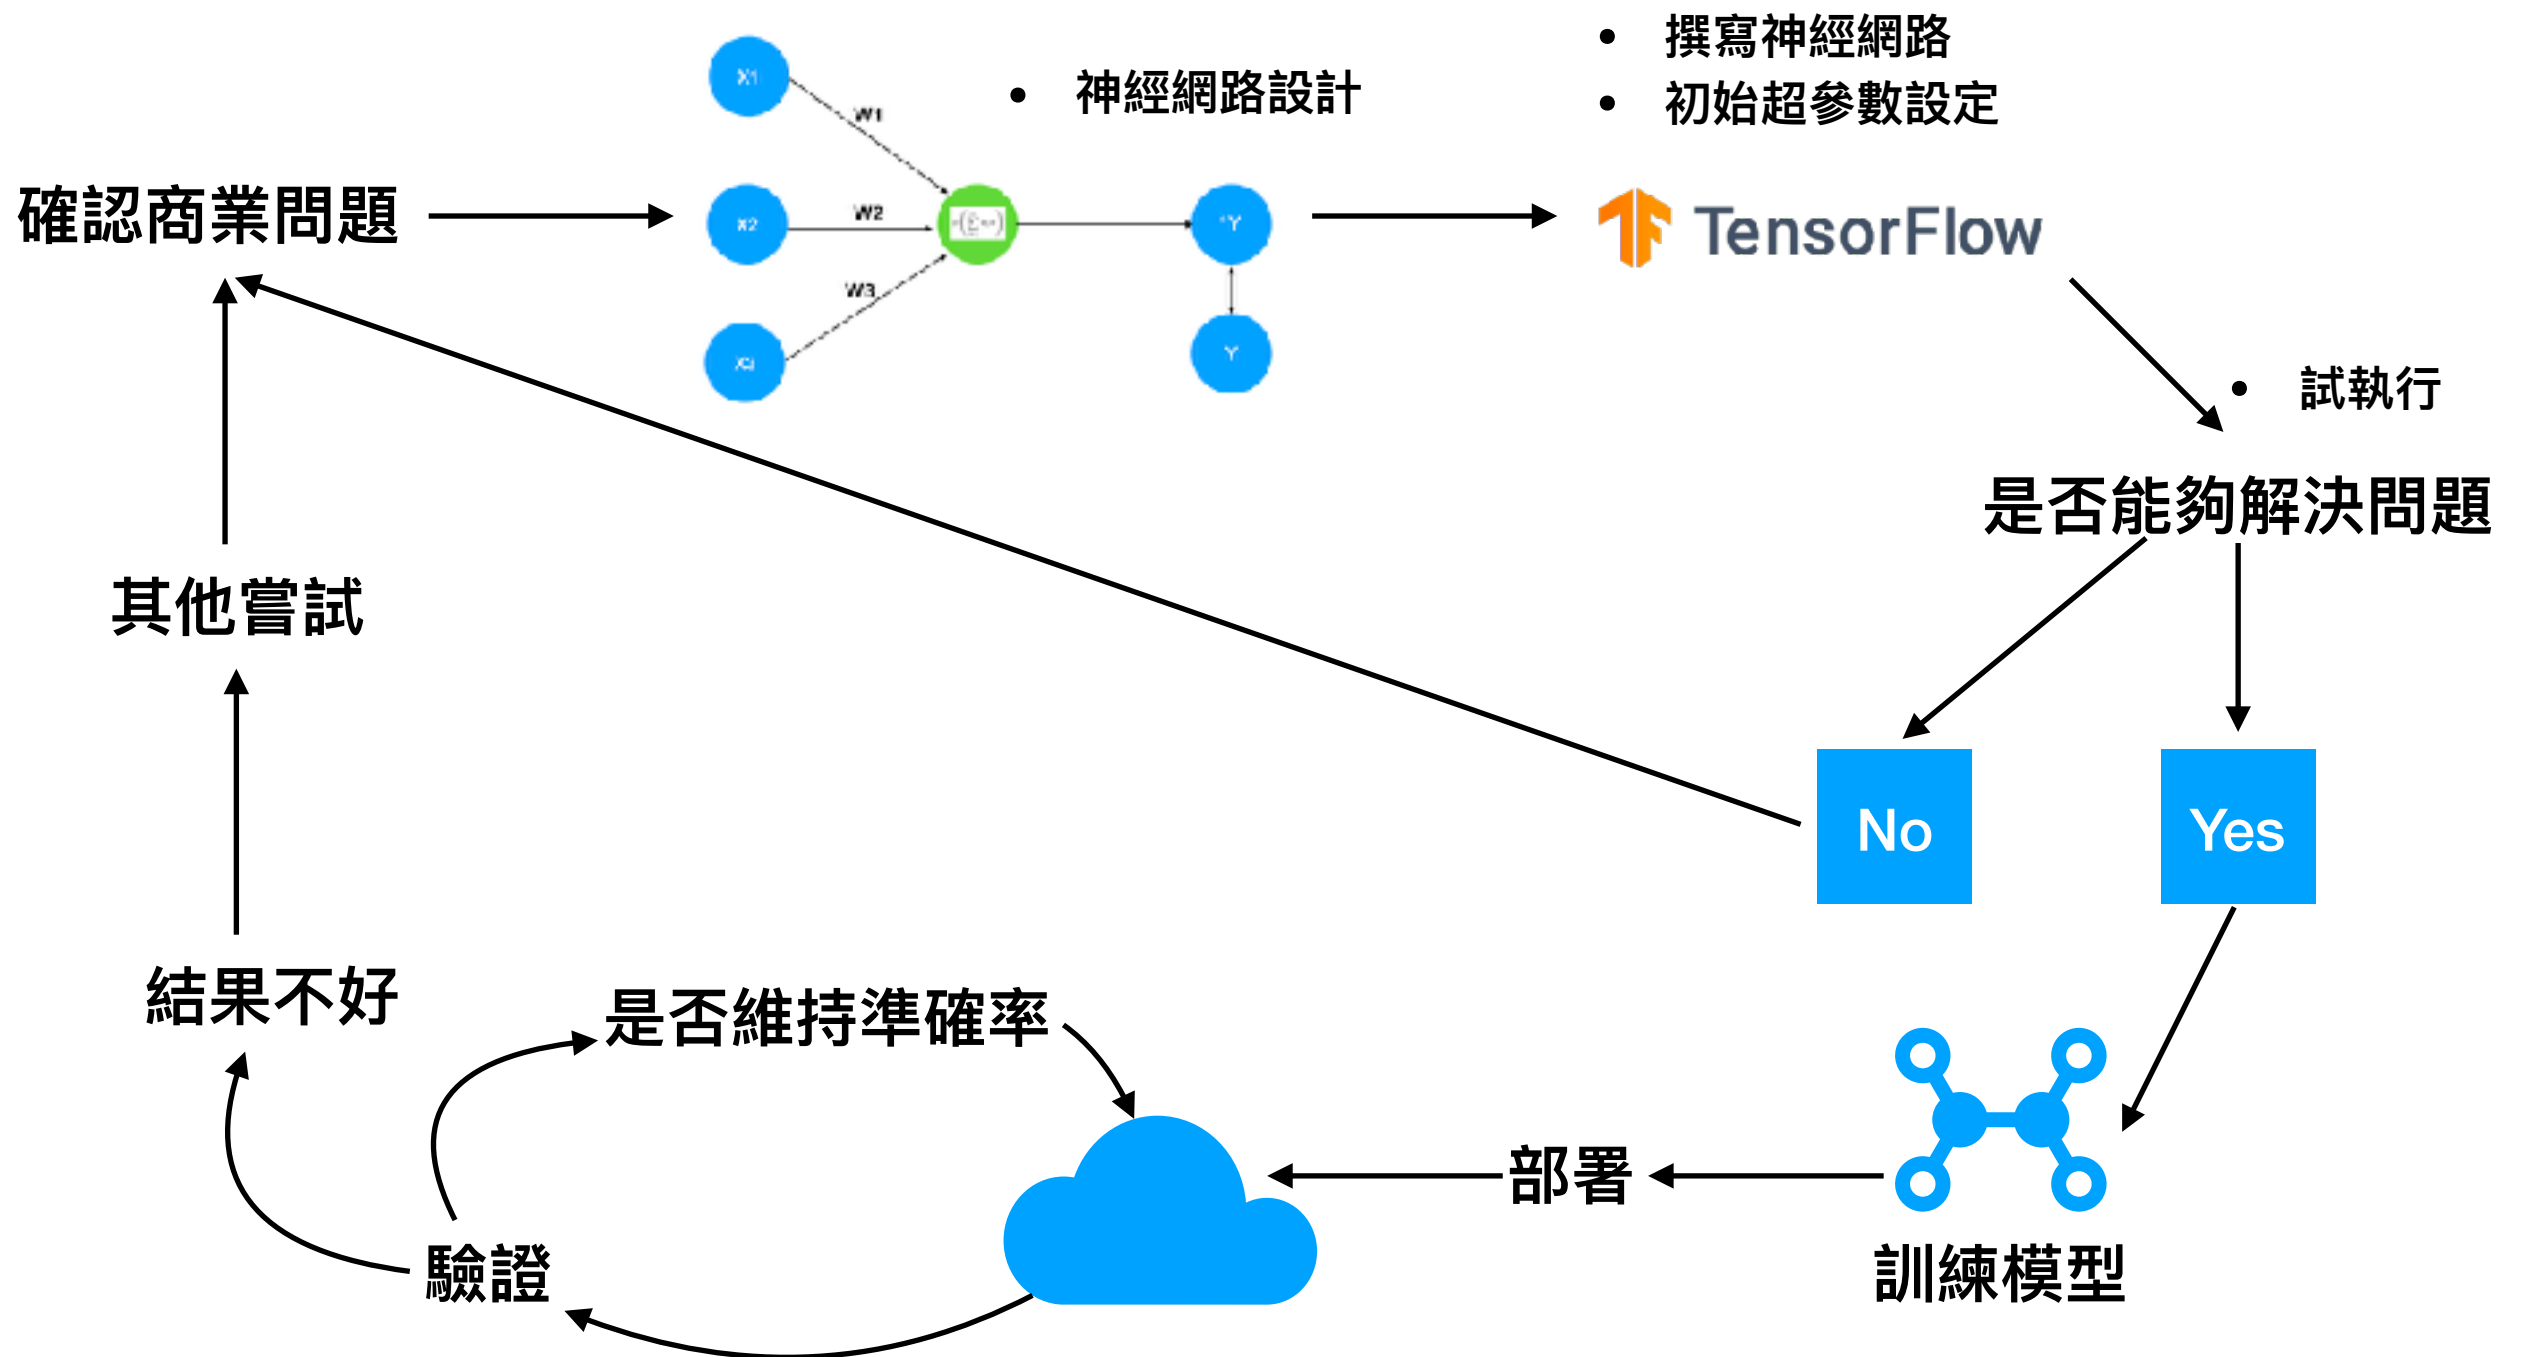 • 撰寫神經網路
• 初始超參數設定
• 神經網路設計
X1
W1
確認商業問題
X2
W2
^Y
TensorFlow
W3
X3
Y
• 試執行
是否能夠解決問題
其他嘗試
No
Yes
結果不好
是否維持準確率
部署
驗證
訓練模型